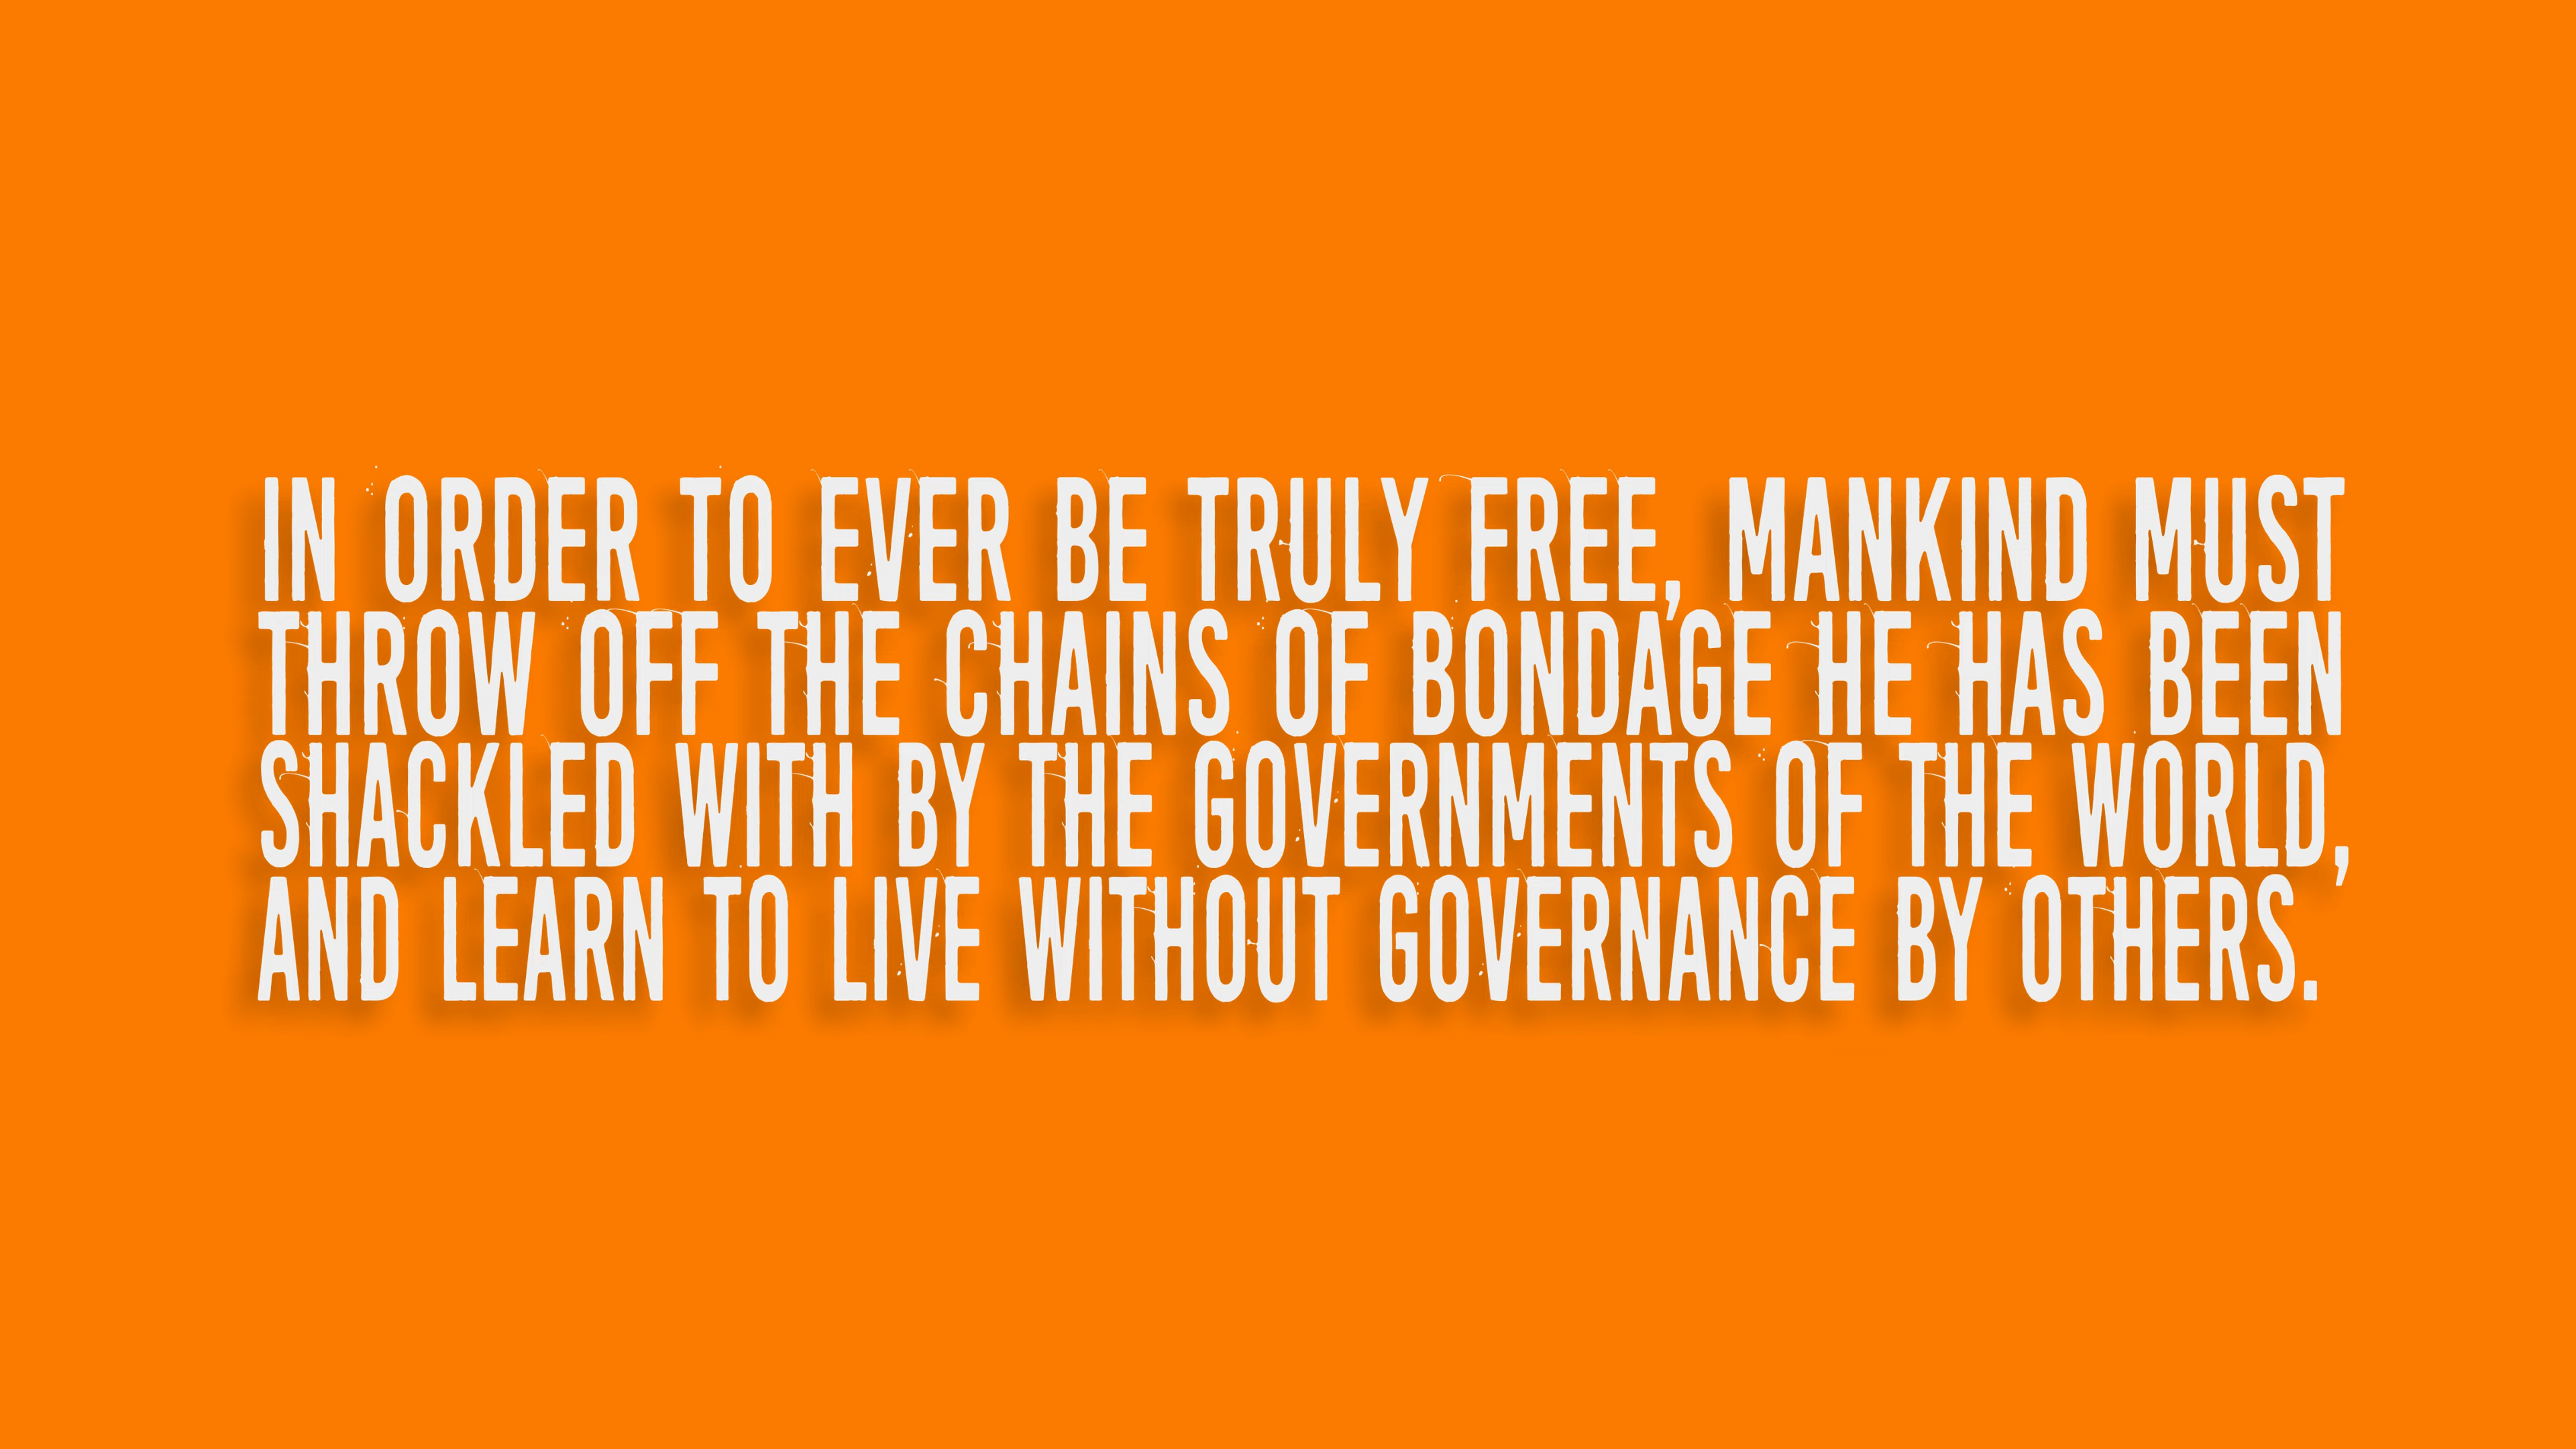 IN ORDER TO EVER BE TRULY FREE, MANKIND MUST
THROW OFF THE CHAINS OF BONDAGE HE HAS BEEN
SHACKLED WITH BY THE GOVERNMENTS OF THE WORLD,
AND LEARN TO LIVE WITHOUT GOVERNANCE BY OTHERS.